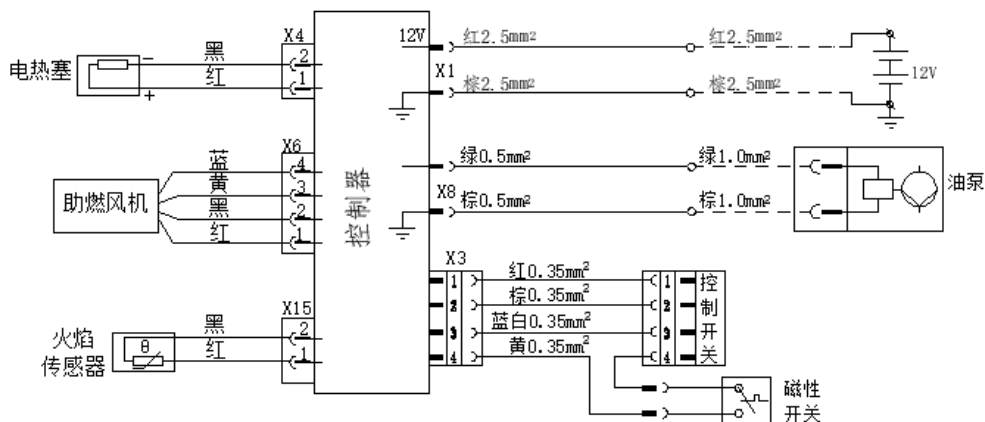 电热塞
黑
红
−
+
X4
2
1
12V
X1
红2.5mm²
红2.5mm²
棕2.5mm²
棕2.5mm²
12V
助燃风机
蓝
黄
黑
红
X6
4
3
2
1
控制器
X8
绿0.5mm²
绿1.0mm²
棕0.5mm²
棕1.0mm²
油泵
火焰
传感器
θ
黑
红
X15
2
1
X3
1
2
3
4
红0.35mm²
棕0.35mm²
蓝白0.35mm²
黄0.35mm²
1
2
3
4
控
制
开
关
磁性
开关